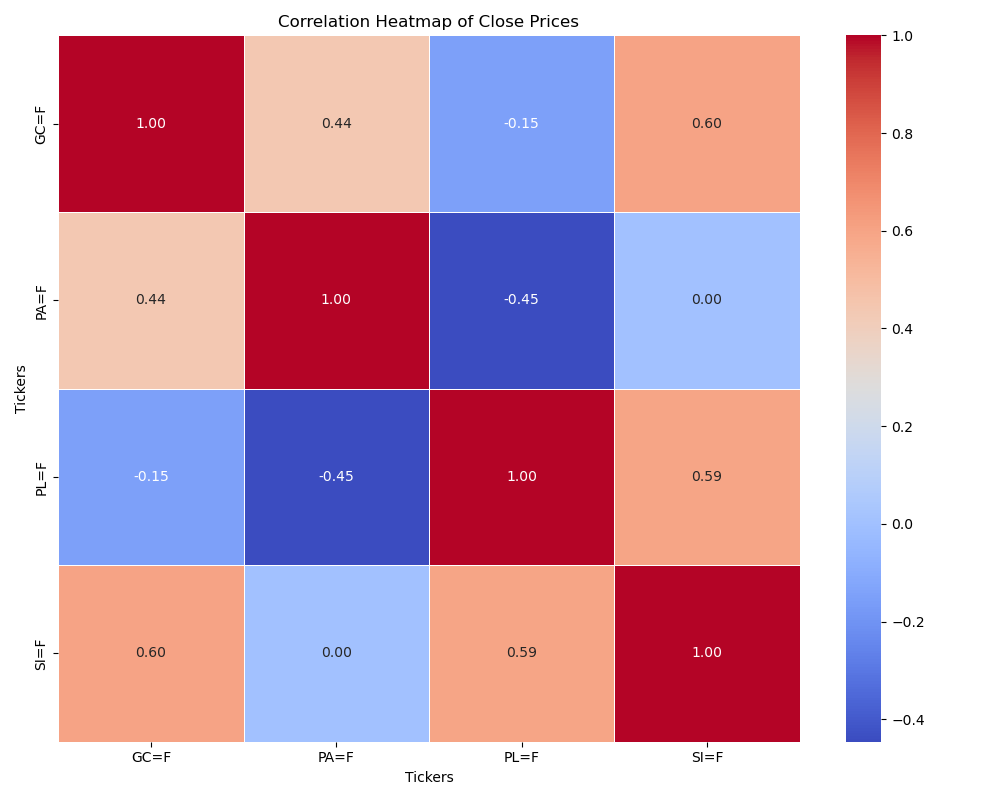 Correlation Heatmap of Close Prices
GC=F 1.00 0.44 -0.15 0.60
PA=F 0.44 1.00 -0.45 0.00
PL=F -0.15 -0.45 1.00 0.59
SI=F 0.60 0.00 0.59 1.00
Tickers
GC=F PA=F PL=F SI=F
Tickers
1.0
0.8
0.6
0.4
0.2
0.0
−0.2
−0.4